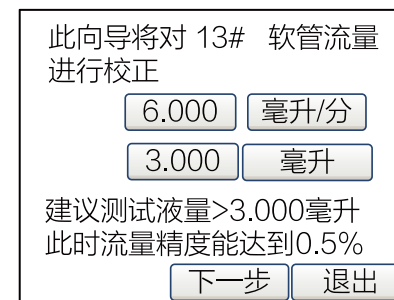 此向导将对 13# 软管流量
进行校正
6.000 毫升/分
3.000 毫升
建议测试液量>3.000毫升
此时流量精度能达到0.5%
下一步 退出